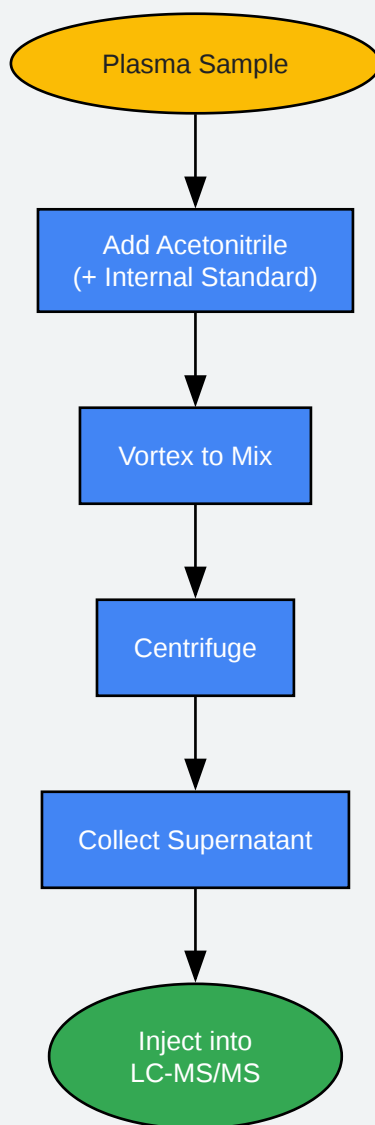 Plasma Sample
Add Acetonitrile
(+ Internal Standard)
Vortex to Mix
Centrifuge
Collect Supernatant
Inject into
LC-MS/MS